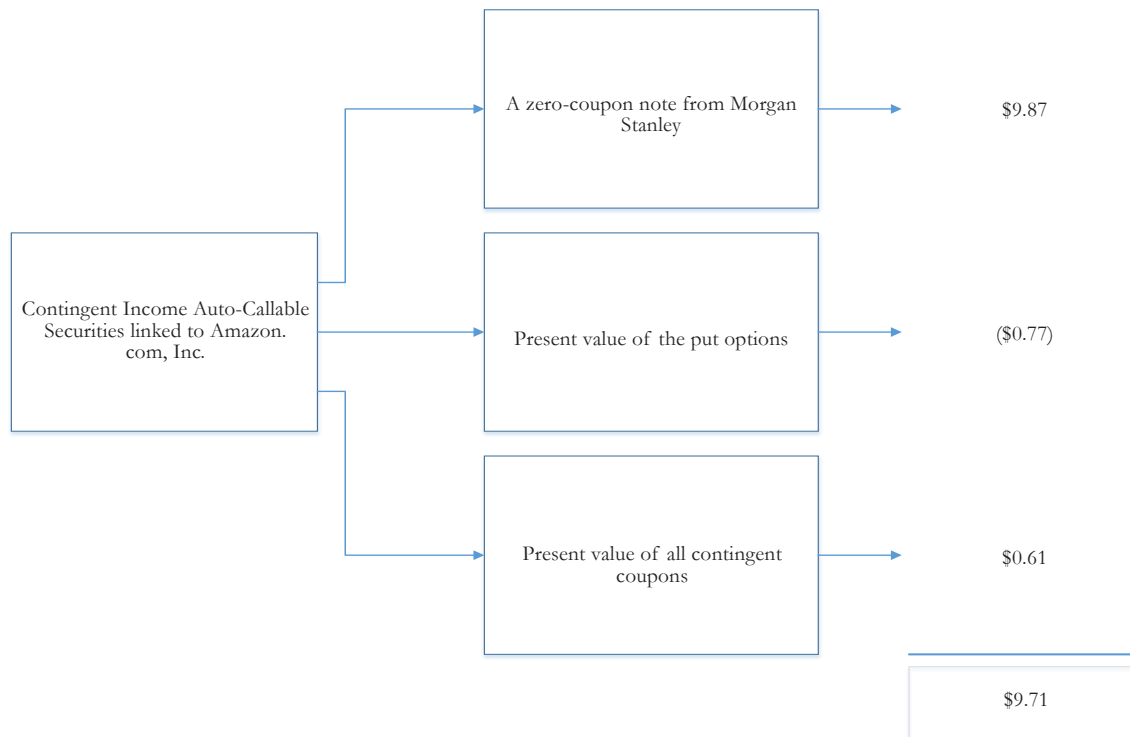 A zero-coupon note from Morgan
Stanley
$9.87
Contingent Income Auto-Callable
Securities linked to Amazon.
com, Inc.
Present value of the put options
($0.77)
Present value of all contingent
coupons
$0.61
$9.71